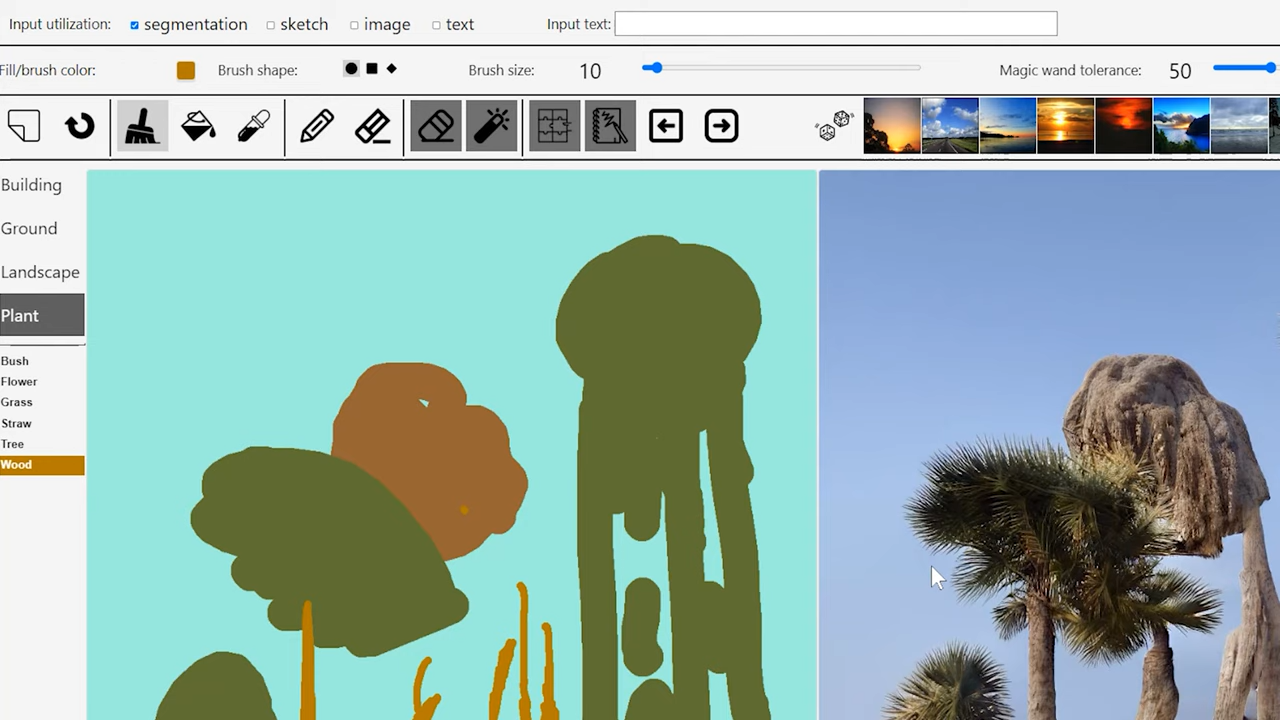 Input utilization: segmentation sketch image text Input text:
Fill/brush color: Brush shape: Brush size: 10 Magic wand tolerance: 50
Building
Ground
Landscape
Plant
Bush
Flower
Grass
Straw
Tree
Wood